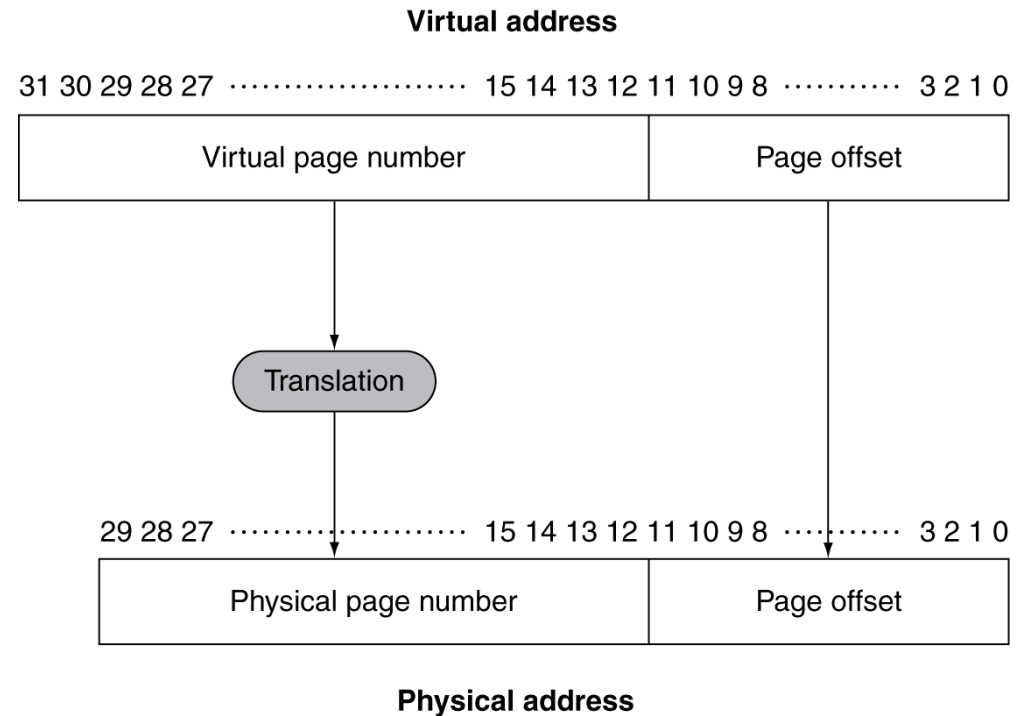 Virtual address
31 30 29 28 27 ······················ 15 14 13 12 11 10 9 8 ··········· 3 2 1 0
Virtual page number Page offset
Translation
29 28 27 ······················ 15 14 13 12 11 10 9 8 ··········· 3 2 1 0
Physical page number Page offset
Physical address